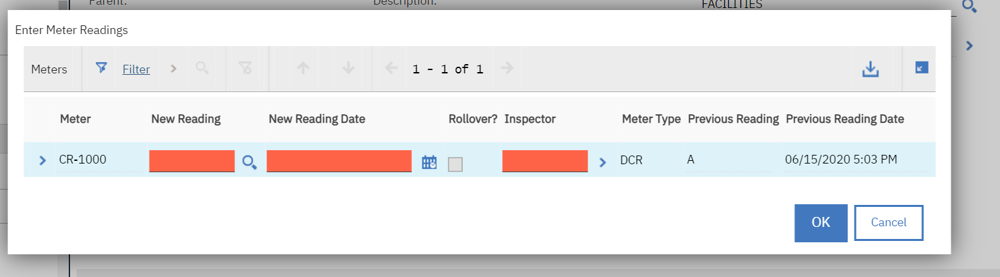 Parent: Description: FACILITIES
Enter Meter Readings
Meters Filter 1 - 1 of 1
Meter New Reading New Reading Date Rollover? Inspector Meter Type Previous Reading Previous Reading Date
CR-1000 DCR A 06/15/2020 5:03 PM
OK Cancel